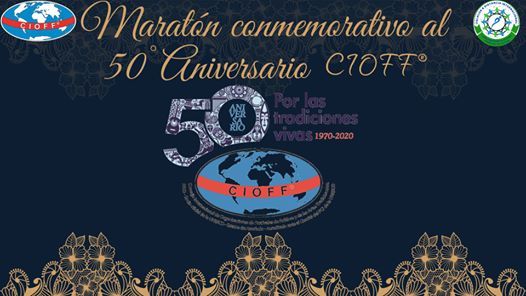 CIOFF®
Maratón conmemorativo al
50° Aniversario CIOFF®
50
ANI
VER
SA
RIO
Por las
tradiciones
vivas 1970-2020
CIOFF®